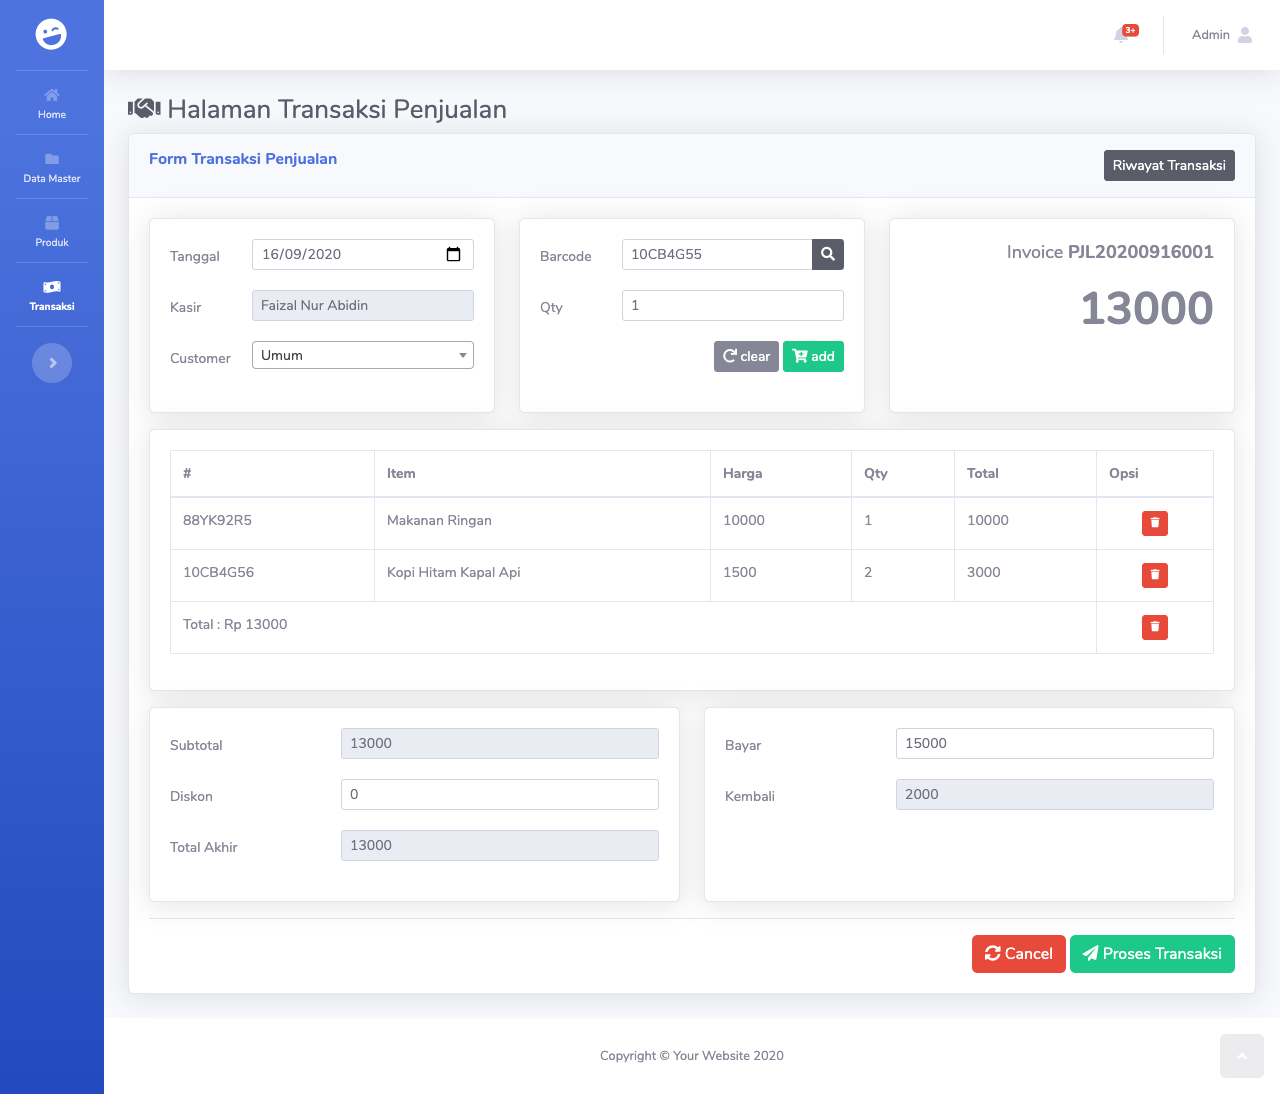 3+
Admin
Home
Data Master
Produk
Transaksi
Halaman Transaksi Penjualan
Form Transaksi Penjualan
Riwayat Transaksi
Tanggal 16/09/2020
Kasir Faizal Nur Abidin
Customer Umum
Barcode 10CB4G55
Qty 1
clear add
Invoice PJL20200916001
13000
# Item Harga Qty Total Opsi
88YK92R5 Makanan Ringan 10000 1 10000
10CB4G56 Kopi Hitam Kapal Api 1500 2 3000
Total : Rp 13000
Subtotal 13000
Diskon 0
Total Akhir 13000
Bayar 15000
Kembali 2000
Cancel Proses Transaksi
Copyright © Your Website 2020